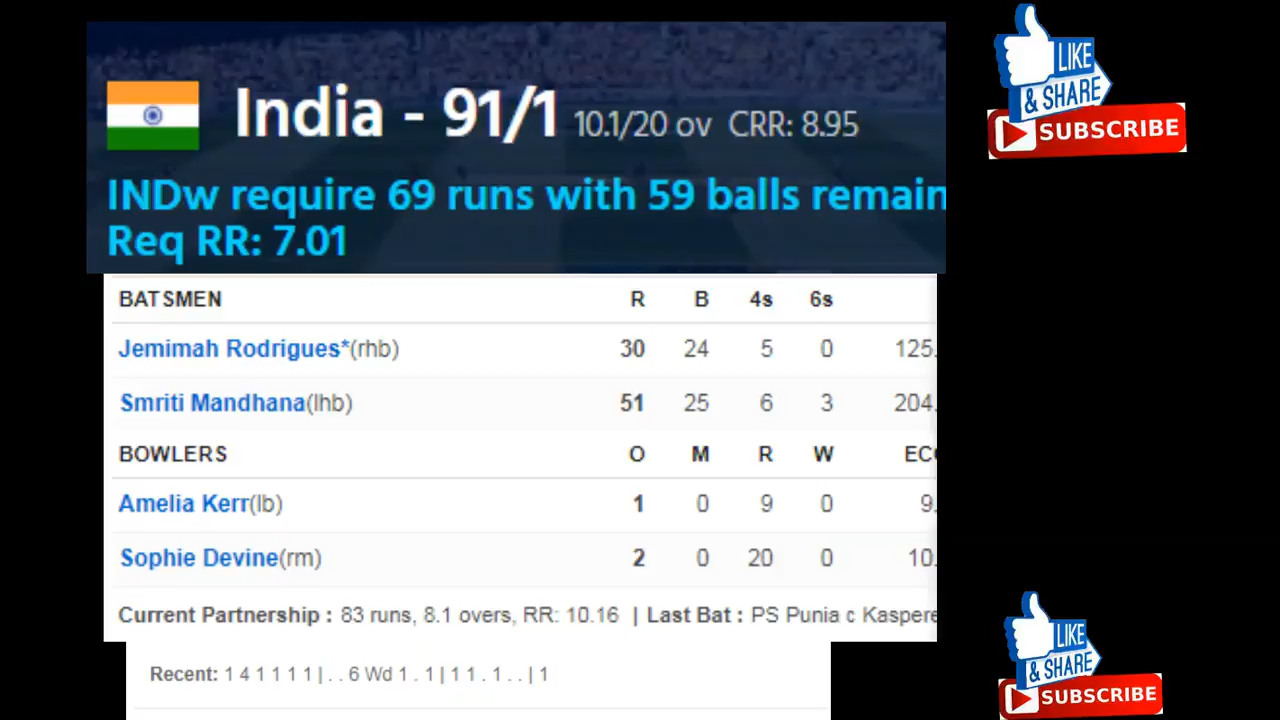 India - 91/1 10.1/20 ov CRR: 8.95
INDw require 69 runs with 59 balls remain
Req RR: 7.01
BATSMEN R B 4s 6s
Jemimah Rodrigues*(rhb) 30 24 5 0 125.
Smriti Mandhana(lhb) 51 25 6 3 204.
BOWLERS O M R W EC
Amelia Kerr(lb) 1 0 9 0 9.
Sophie Devine(rm) 2 0 20 0 10.
Current Partnership : 83 runs, 8.1 overs, RR: 10.16 | Last Bat : PS Punia c Kaspere
Recent: 1 4 1 1 1 1 | . . 6 Wd 1 . 1 | 1 1 . 1 . . | 1
LIKE
& SHARE
SUBSCRIBE
LIKE
& SHARE
SUBSCRIBE